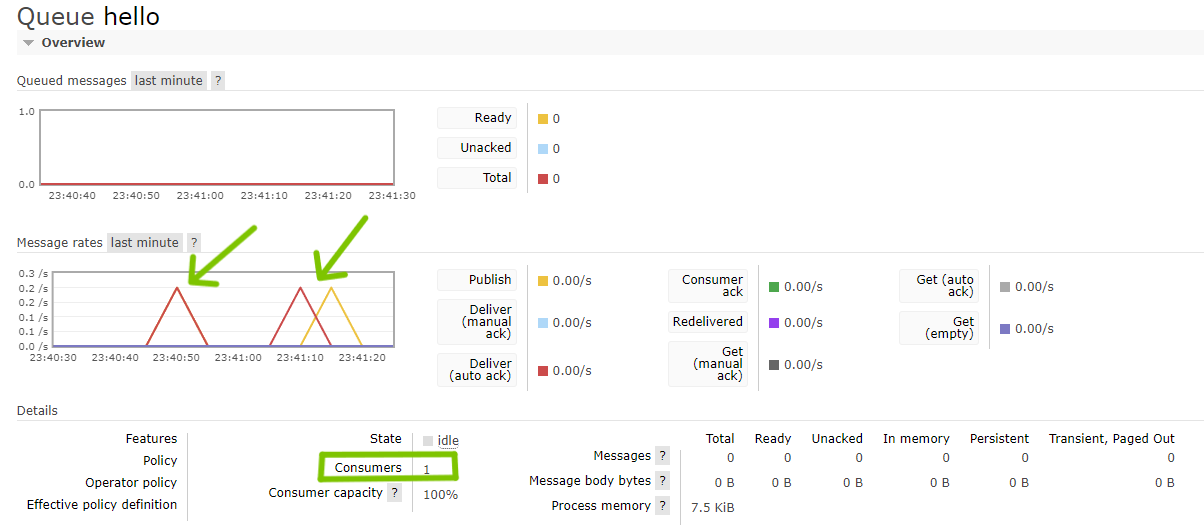 Queue hello
Overview
Queued messages last minute ?
1.0
0.0
23:40:40 23:40:50 23:41:00 23:41:10 23:41:20 23:41:30
Ready 0
Unacked 0
Total 0
Message rates last minute ?
0.3 /s
0.2 /s
0.2 /s
0.1 /s
0.1 /s
0.0 /s
23:40:30 23:40:40 23:40:50 23:41:00 23:41:10 23:41:20
Publish 0.00/s
Deliver
(manual
ack) 0.00/s
Deliver
(auto ack) 0.00/s
Consumer
ack 0.00/s
Redelivered 0.00/s
Get
(manual
ack) 0.00/s
Get (auto
ack) 0.00/s
Get
(empty) 0.00/s
Details
Features
Policy
Operator policy
Effective policy definition
State idle
Consumers 1
Consumer capacity ? 100%
Total Ready Unacked In memory Persistent Transient, Paged Out
Messages ? 0 0 0 0 0 0
Message body bytes ? 0 B 0 B 0 B 0 B 0 B 0 B
Process memory ? 7.5 KiB